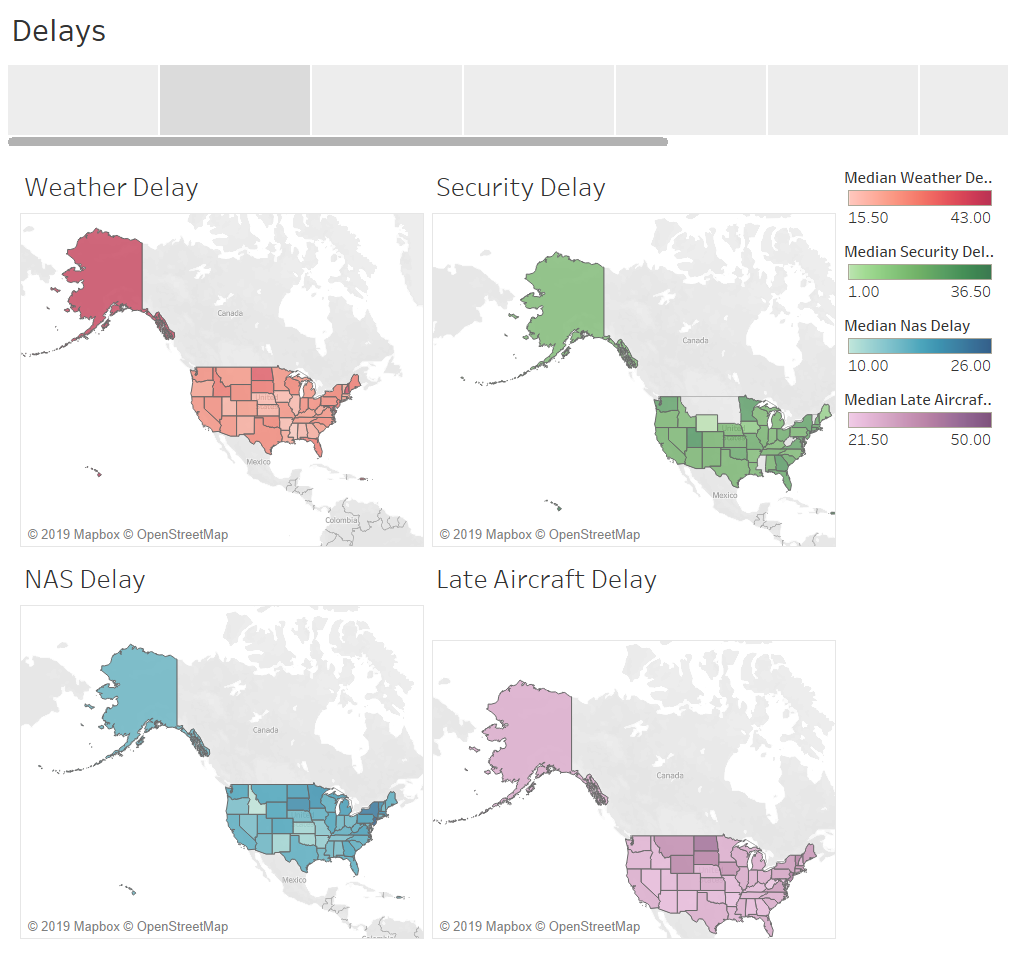 Delays
Weather Delay
Security Delay
Median Weather De..
15.50 43.00
Median Security Del..
1.00 36.50
Median Nas Delay
10.00 26.00
Median Late Aircraf..
21.50 50.00
Canada
United
Mexico
Colombia
© 2019 Mapbox © OpenStreetMap
Canada
Mexico
© 2019 Mapbox © OpenStreetMap
NAS Delay
Late Aircraft Delay
Canada
Mexico
© 2019 Mapbox © OpenStreetMap
Canada
© 2019 Mapbox © OpenStreetMap